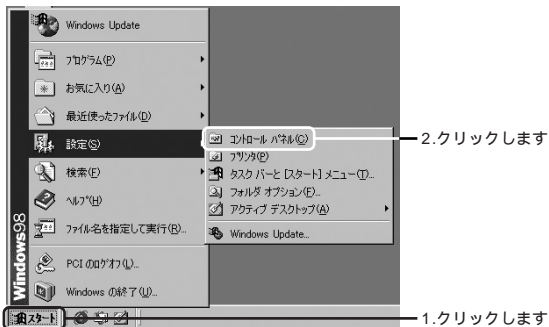 Windows Update
プログラム(P)
お気に入り(A)
最近使ったファイル(D)
設定(S)
検索(F)
ヘルプ(H)
ファイル名を指定して実行(R)...
PCI のログオフ(L)...
Windows の終了(U)...
Windows98
コントロール パネル(C)
プリンタ(P)
タスク バーと [スタート] メニュー(T)...
フォルダ オプション(F)...
アクティブ デスクトップ(A)
Windows Update...
2.クリックします
スタート
1.クリックします